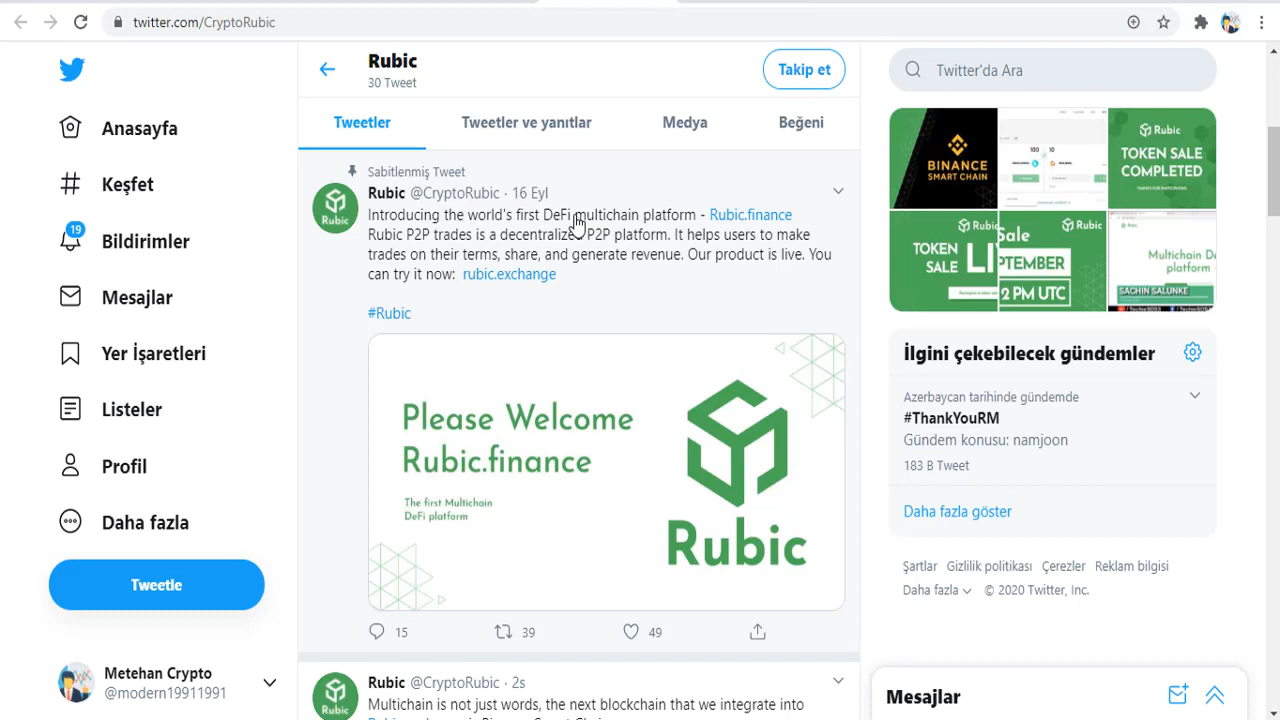 twitter.com/CryptoRubic
Anasayfa
Keşfet
19
Bildirimler
Mesajlar
Yer İşaretleri
Listeler
Profil
Daha fazla
Tweetle
Metehan Crypto
@modern19911991
Rubic
30 Tweet
Takip et
Tweetler
Tweetler ve yanıtlar
Medya
Beğeni
Sabitlenmiş Tweet
Rubic @CryptoRubic · 16 Eyl
Introducing the world's first DeFi multichain platform - Rubic.finance
Rubic P2P trades is a decentralized P2P platform. It helps users to make
trades on their terms, share, and generate revenue. Our product is live. You
can try it now: rubic.exchange
#Rubic
Rubic
Please Welcome
Rubic.finance
The first Multichain
DeFi platform
Rubic
15
39
49
Rubic @CryptoRubic · 2s
Multichain is not just words, the next blockchain that we integrate into
Rubic
Twitter'da Ara
BINANCE
SMART CHAIN
100
10
Rubic
TOKEN SALE
COMPLETED
TOKEN
SALE LI
Sale
PTEMBER
2 PM UTC
Multichain De
platform
SACHIN SALUNKE
İlgini çekebilecek gündemler
Azerbaycan tarihinde gündemde
#ThankYouRM
Gündem konusu: namjoon
183 B Tweet
Daha fazla göster
Şartlar Gizlilik politikası Çerezler Reklam bilgisi
Daha fazla © 2020 Twitter, Inc.
Mesajlar